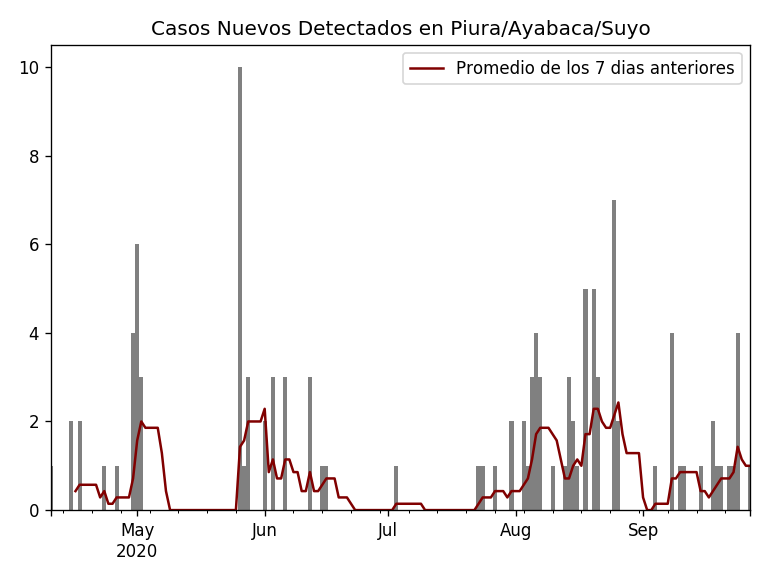 Casos Nuevos Detectados en Piura/Ayabaca/Suyo
Promedio de los 7 dias anteriores
10
8
6
4
2
0
May Jun Jul Aug Sep
2020